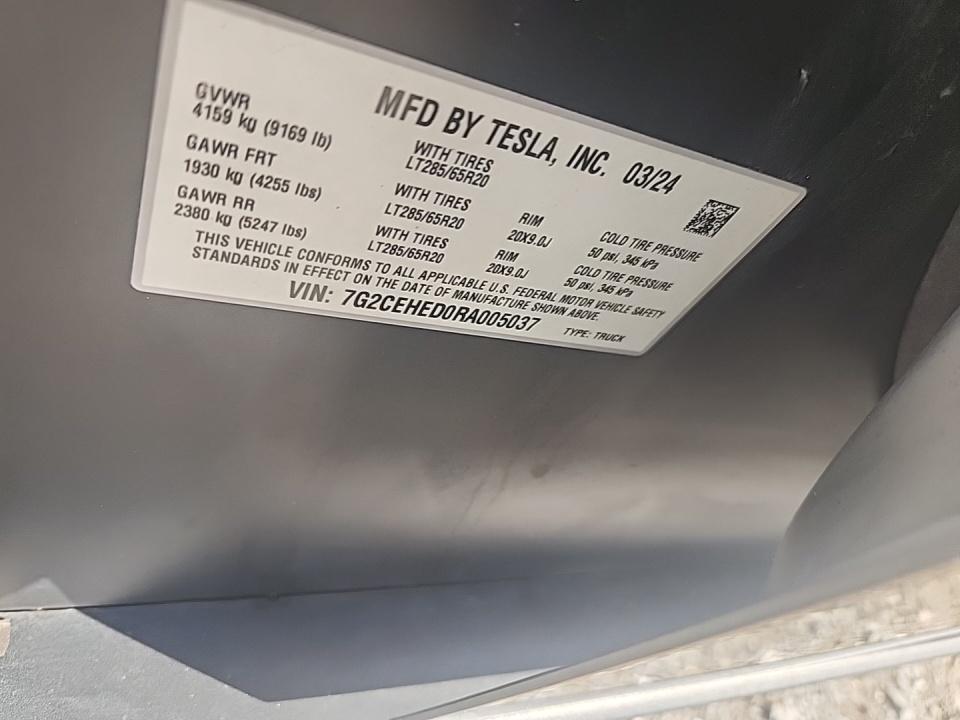 MFD BY TESLA, INC. 03/24
GVWR
4159 kg (9169 lb)
GAWR FRT
1930 kg (4255 lbs)
GAWR RR
2380 kg (5247 lbs)
WITH TIRES
LT285/65R20
WITH TIRES
LT285/65R20
WITH TIRES
LT285/65R20
RIM
20X9.0J
RIM
20X9.0J
COLD TIRE PRESSURE
50 psi, 345 kPa
COLD TIRE PRESSURE
50 psi, 345 kPa
THIS VEHICLE CONFORMS TO ALL APPLICABLE U.S. FEDERAL MOTOR VEHICLE SAFETY
STANDARDS IN EFFECT ON THE DATE OF MANUFACTURE SHOWN ABOVE.
VIN: 7G2CEHED0RA005037
TYPE: TRUCK